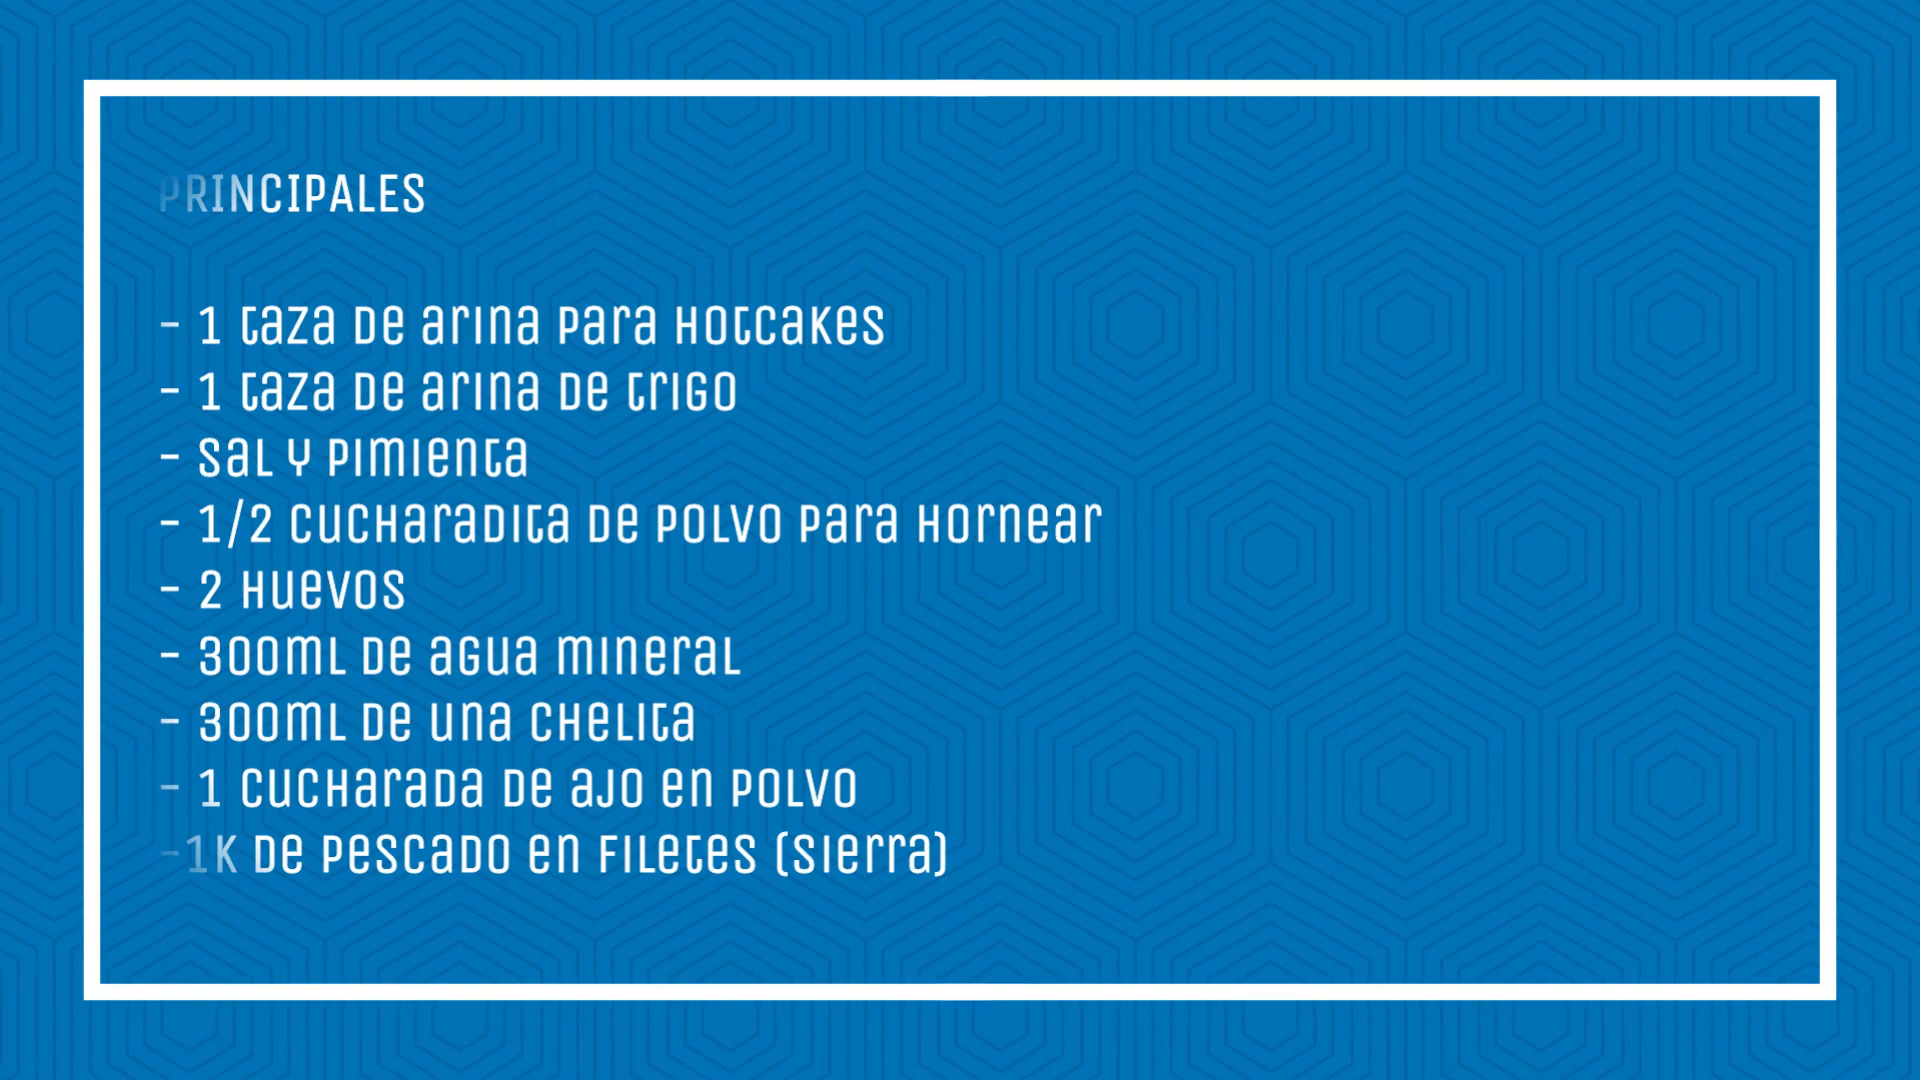 PRINCIPALES
- 1 taza de arina para hotcakes
- 1 taza de arina de trigo
- sal y pimienta
- 1/2 cucharadita de polvo para hornear
- 2 huevos
- 300ml de agua mineral
- 300ml de una chelita
- 1 cucharada de ajo en polvo
-1k de pescado en filetes (sierra)